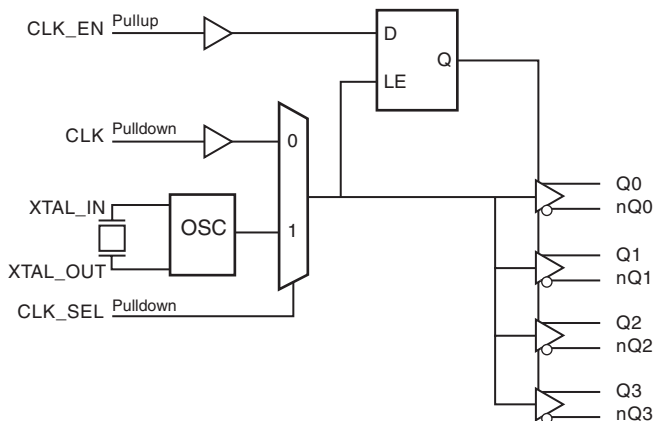 CLK_EN Pullup
D
Q
LE
CLK Pulldown
0
XTAL_IN
OSC
1
XTAL_OUT
CLK_SEL Pulldown
Q0
nQ0
Q1
nQ1
Q2
nQ2
Q3
nQ3